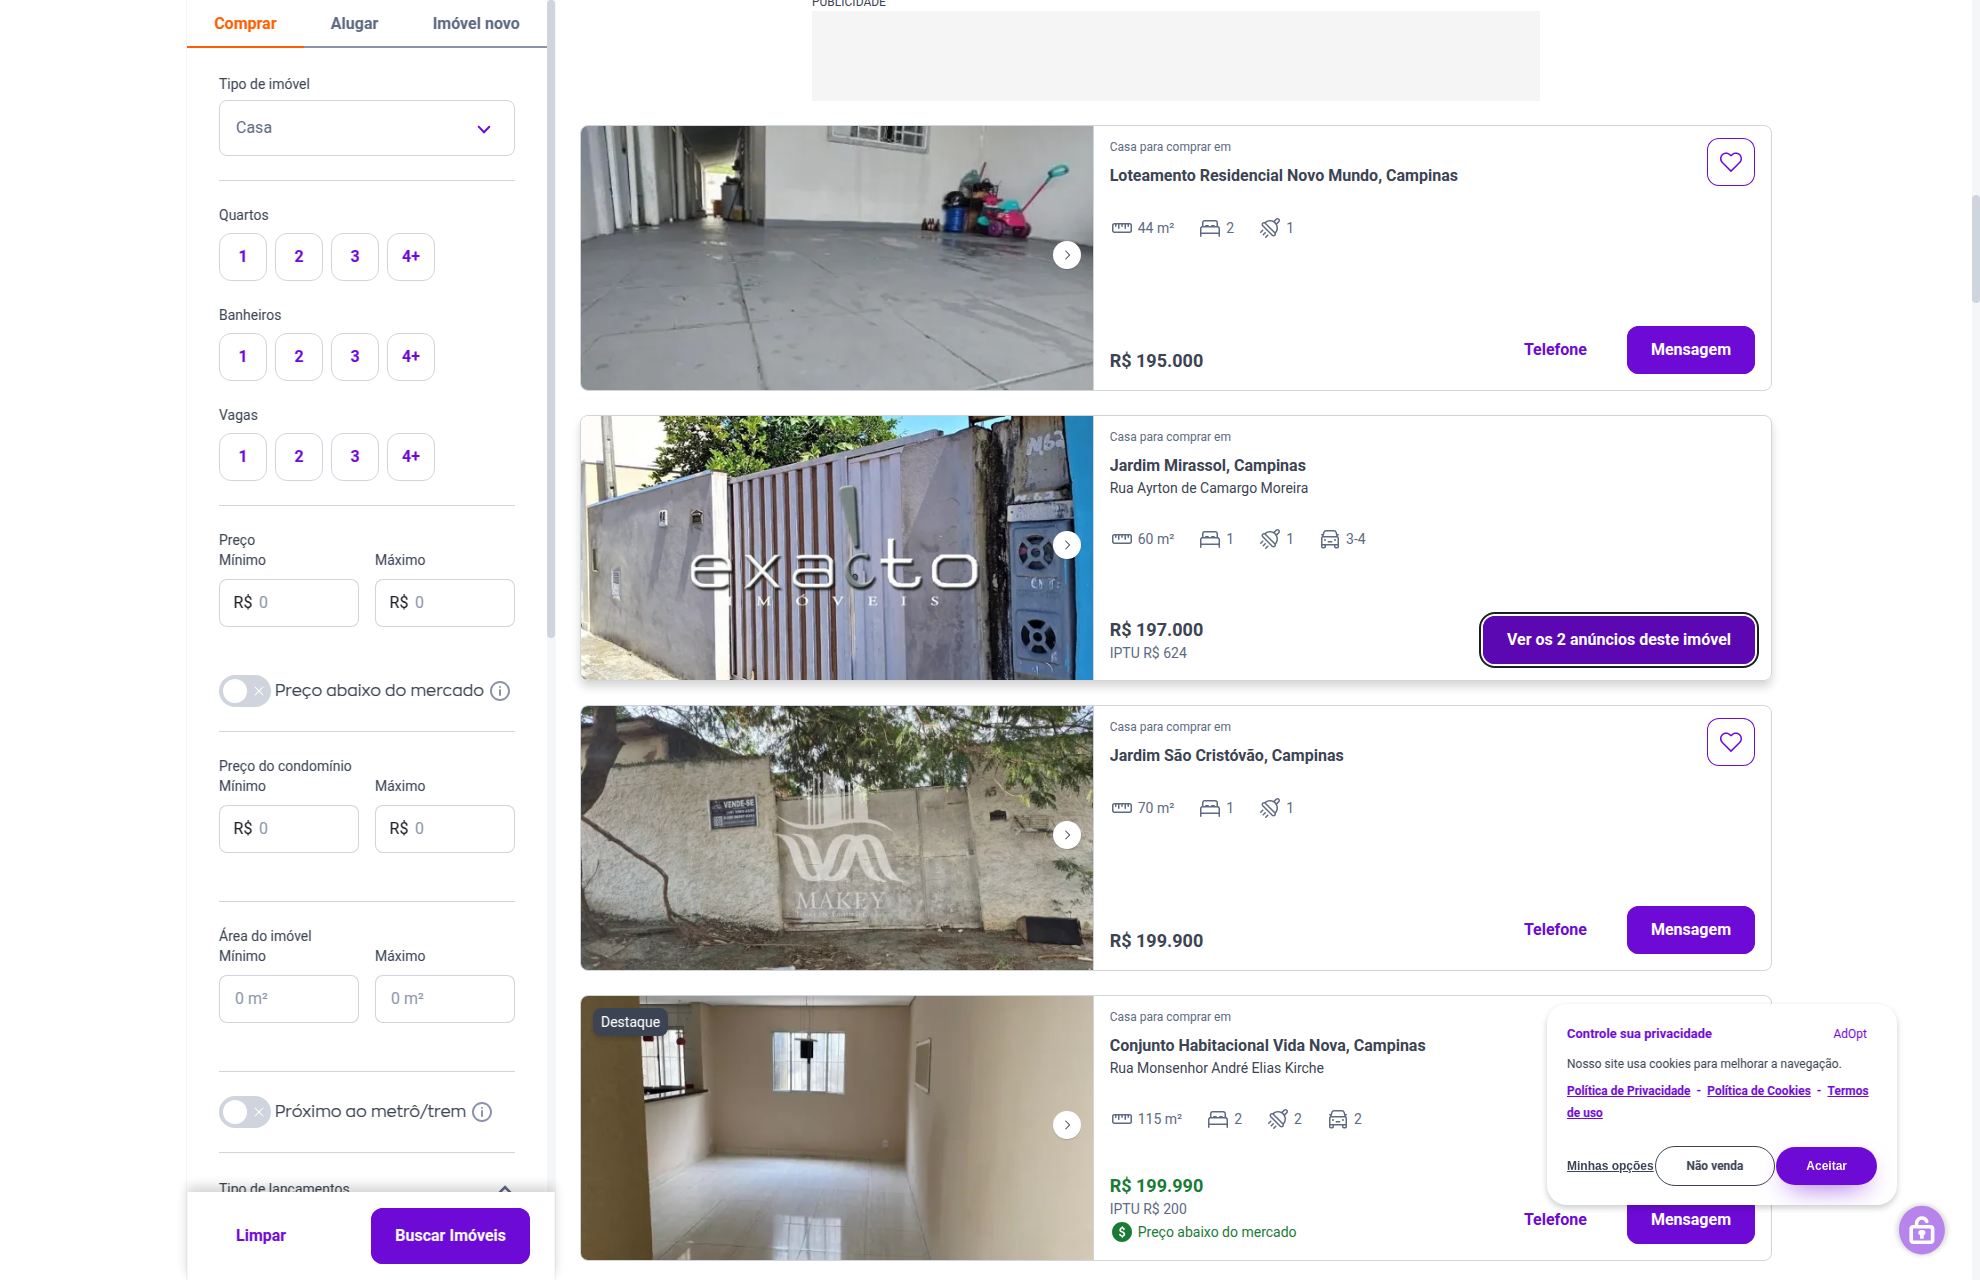 Comprar
Alugar
Imóvel novo
Tipo de imóvel
Casa
Quartos
1 2 3 4+
Banheiros
1 2 3 4+
Vagas
1 2 3 4+
Preço
Mínimo Máximo
R$ 0 R$ 0
Preço abaixo do mercado
Preço do condomínio
Mínimo Máximo
R$ 0 R$ 0
Área do imóvel
Mínimo Máximo
0 m² 0 m²
Próximo ao metrô/trem
Tipo de lançamentos
Limpar
Buscar Imóveis
PUBLICIDADE
Casa para comprar em
Loteamento Residencial Novo Mundo, Campinas
44 m² 2 1
R$ 195.000
Telefone
Mensagem
exacto
IMÓVEIS
Casa para comprar em
Jardim Mirassol, Campinas
Rua Ayrton de Camargo Moreira
60 m² 1 1 3-4
R$ 197.000
IPTU R$ 624
Ver os 2 anúncios deste imóvel
VENDE-SE
MAKEY
Casa para comprar em
Jardim São Cristóvão, Campinas
70 m² 1 1
R$ 199.900
Telefone
Mensagem
Destaque
Casa para comprar em
Conjunto Habitacional Vida Nova, Campinas
Rua Monsenhor André Elias Kirche
115 m² 2 2 2
R$ 199.990
IPTU R$ 200
$ Preço abaixo do mercado
Telefone
Mensagem
Controle sua privacidade
AdOpt
Nosso site usa cookies para melhorar a navegação.
Política de Privacidade - Política de Cookies - Termos
de uso
Minhas opções
Não venda
Aceitar